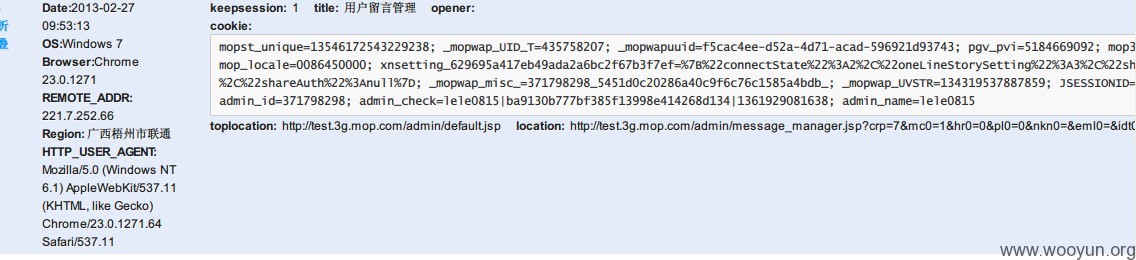 折
叠
Date:2013-02-27
09:53:13
OS:Windows 7
Browser:Chrome
23.0.1271
REMOTE_ADDR:
221.7.252.66
Region: 广西梧州市联通
HTTP_USER_AGENT:
Mozilla/5.0 (Windows NT
6.1) AppleWebKit/537.11
(KHTML, like Gecko)
Chrome/23.0.1271.64
Safari/537.11
keepsession: 1 title: 用户留言管理 opener:
cookie:
mopst_unique=13546172543229238; _mopwap_UID_T=435758207; _mopwapuuid=f5cac4ee-d52a-4d71-acad-596921d93743; pgv_pvi=5184669092; mop3
mop_locale=0086450000; xnsetting_629695a417eb49ada2a6bc2f67b3f7ef=%7B%22connectState%22%3A2%2C%22oneLineStorySetting%22%3A3%2C%22sh
%2C%22shareAuth%22%3Anull%7D; _mopwap_misc_=371798298_5451d0c20286a40c9f6c76c1585a4bdb_; _mopwap_UVSTR=134319537887859; JSESSIONID=
admin_id=371798298; admin_check=lele0815|ba9130b777bf385f13998e414268d134|1361929081638; admin_name=lele0815
toplocation: http://test.3g.mop.com/admin/default.jsp location: http://test.3g.mop.com/admin/message_manager.jsp?crp=7&mc0=1&hr0=0&pl0=0&nkn0=&eml0=&idt0
www.wooyun.org